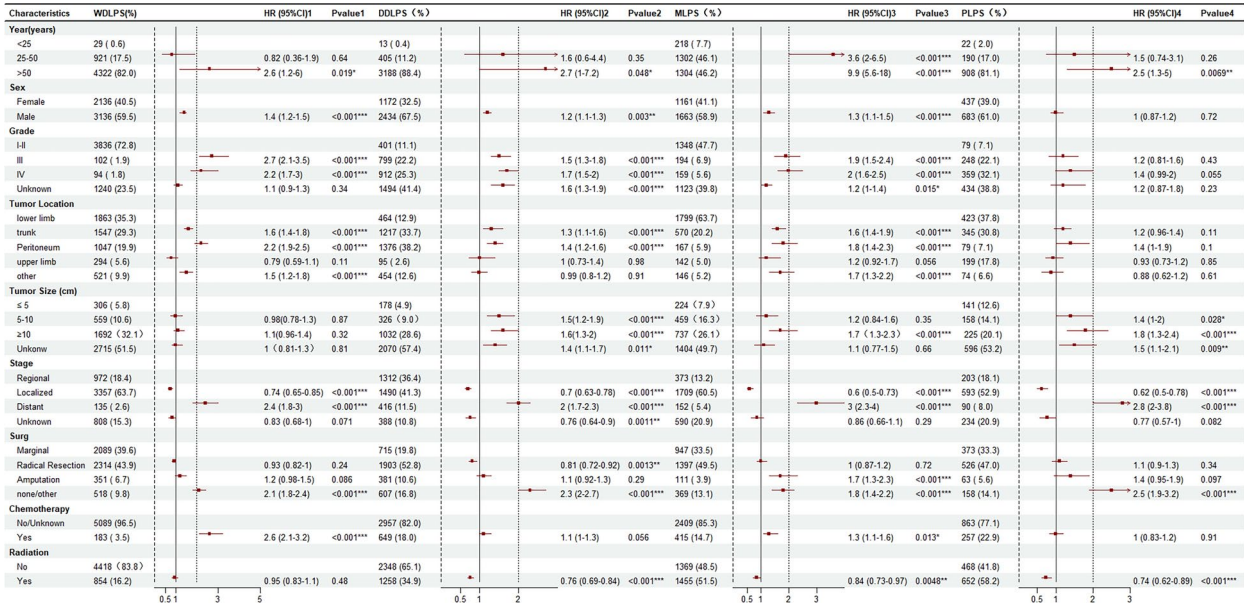 Characteristics WDLPS(%) HR (95%CI)1 Pvalue1 DDLPS (%) HR (95%CI)2 Pvalue2 MLPS (%) HR (95%CI)3 Pvalue3 PLPS (%) HR (95%CI)4 Pvalue4
Year(years)
<25 29 ( 0.6) 13 ( 0.4) 218 ( 7.7) 22 ( 2.0)
25-50 921 (17.5) 0.82 (0.36-1.9) 0.64 405 (11.2) 1.6 (0.6-4.4) 0.35 1302 (46.1) 3.6 (2-6.5) <0.001*** 190 (17.0) 1.5 (0.74-3.1) 0.26
>50 4322 (82.0) 2.6 (1.2-6) 0.019* 3188 (88.4) 2.7 (1-7.2) 0.048* 1304 (46.2) 9.9 (5.6-18) <0.001*** 908 (81.1) 2.5 (1.3-5) 0.0069**
Sex
Female 2136 (40.5) 1172 (32.5) 1161 (41.1) 437 (39.0)
Male 3136 (59.5) 1.4 (1.2-1.5) <0.001*** 2434 (67.5) 1.2 (1.1-1.3) 0.003** 1663 (58.9) 1.3 (1.1-1.5) <0.001*** 683 (61.0) 1 (0.87-1.2) 0.72
Grade
I-II 3836 (72.8) 401 (11.1) 1348 (47.7) 79 ( 7.1)
III 102 ( 1.9) 2.7 (2.1-3.5) <0.001*** 799 (22.2) 1.5 (1.3-1.8) <0.001*** 194 ( 6.9) 1.9 (1.5-2.4) <0.001*** 248 (22.1) 1.2 (0.81-1.6) 0.43
IV 94 ( 1.8) 2.2 (1.7-3) <0.001*** 912 (25.3) 1.7 (1.5-2) <0.001*** 159 ( 5.6) 2 (1.6-2.5) <0.001*** 359 (32.1) 1.4 (0.99-2) 0.055
Unknown 1240 (23.5) 1.1 (0.9-1.3) 0.34 1494 (41.4) 1.6 (1.3-1.9) <0.001*** 1123 (39.8) 1.2 (1-1.4) 0.015* 434 (38.8) 1.2 (0.87-1.8) 0.23
Tumor Location
lower limb 1863 (35.3) 464 (12.9) 1799 (63.7) 423 (37.8)
trunk 1547 (29.3) 1.6 (1.4-1.8) <0.001*** 1217 (33.7) 1.3 (1.1-1.6) <0.001*** 570 (20.2) 1.6 (1.4-1.9) <0.001*** 345 (30.8) 1.2 (0.96-1.4) 0.11
Peritoneum 1047 (19.9) 2.2 (1.9-2.5) <0.001*** 1376 (38.2) 1.4 (1.2-1.6) <0.001*** 167 ( 5.9) 1.8 (1.4-2.3) <0.001*** 79 ( 7.1) 1.4 (1-1.9) 0.1
upper limb 294 ( 5.6) 0.79 (0.59-1.1) 0.11 95 ( 2.6) 1 (0.73-1.4) 0.98 142 ( 5.0) 1.2 (0.92-1.7) 0.056 199 (17.8) 0.93 (0.73-1.2) 0.85
other 521 ( 9.9) 1.5 (1.2-1.8) <0.001*** 454 (12.6) 0.99 (0.8-1.2) 0.91 146 ( 5.2) 1.7 (1.3-2.2) <0.001*** 74 ( 6.6) 0.88 (0.62-1.2) 0.61
Tumor Size (cm)
≤ 5 306 ( 5.8) 178 (4.9) 224 (7.9) 141 (12.6)
5-10 559 (10.6) 0.98(0.78-1.3) 0.87 326 ( 9.0) 1.5(1.2-1.9) <0.001*** 459 (16.3) 1.2 (0.84-1.6) 0.35 158 (14.1) 1.4 (1-2) 0.028*
≥10 1692 (32.1) 1.1(0.96-1.4) 0.32 1032 (28.6) 1.6(1.3-2) <0.001*** 737 (26.1) 1.7 (1.3-2.3) <0.001*** 225 (20.1) 1.8 (1.3-2.4) <0.001***
Unkonw 2715 (51.5) 1 (0.81-1.3) 0.81 2070 (57.4) 1.4 (1.1-1.7) 0.011* 1404 (49.7) 1.1 (0.77-1.5) 0.66 596 (53.2) 1.5 (1.1-2.1) 0.009**
Stage
Regional 972 (18.4) 1312 (36.4) 373 (13.2) 203 (18.1)
Localized 3357 (63.7) 0.74 (0.65-0.85) <0.001*** 1490 (41.3) 0.7 (0.63-0.78) <0.001*** 1709 (60.5) 0.6 (0.5-0.73) <0.001*** 593 (52.9) 0.62 (0.5-0.78) <0.001***
Distant 135 ( 2.6) 2.4 (1.8-3) <0.001*** 416 (11.5) 2 (1.7-2.3) <0.001*** 152 ( 5.4) 3 (2.3-4) <0.001*** 90 ( 8.0) 2.8 (2-3.8) <0.001***
Unknown 808 (15.3) 0.83 (0.68-1) 0.071 388 (10.8) 0.76 (0.64-0.9) 0.0011** 590 (20.9) 0.86 (0.66-1.1) 0.29 234 (20.9) 0.77 (0.57-1) 0.082
Surg
Marginal 2089 (39.6) 715 (19.8) 947 (33.5) 373 (33.3)
Radical Resection 2314 (43.9) 0.93 (0.82-1) 0.24 1903 (52.8) 0.81 (0.72-0.92) 0.0013** 1397 (49.5) 1 (0.87-1.2) 0.72 526 (47.0) 1.1 (0.9-1.3) 0.34
Amputation 351 ( 6.7) 1.2 (0.98-1.5) 0.086 381 (10.6) 1.1 (0.92-1.3) 0.29 111 ( 3.9) 1.7 (1.3-2.3) <0.001*** 63 ( 5.6) 1.4 (0.95-1.9) 0.097
none/other 518 ( 9.8) 2.1 (1.8-2.4) <0.001*** 607 (16.8) 2.3 (2-2.7) <0.001*** 369 (13.1) 1.8 (1.4-2.2) <0.001*** 158 (14.1) 2.5 (1.9-3.2) <0.001***
Chemotherapy
No/Unknown 5089 (96.5) 2957 (82.0) 2409 (85.3) 863 (77.1)
Yes 183 ( 3.5) 2.6 (2.1-3.2) <0.001*** 649 (18.0) 1.1 (1-1.3) 0.056 415 (14.7) 1.3 (1.1-1.6) 0.013* 257 (22.9) 1 (0.83-1.2) 0.91
Radiation
No 4418 (83.8) 2348 (65.1) 1369 (48.5) 468 (41.8)
Yes 854 (16.2) 0.95 (0.83-1.1) 0.48 1258 (34.9) 0.76 (0.69-0.84) <0.001*** 1455 (51.5) 0.84 (0.73-0.97) 0.0048** 652 (58.2) 0.74 (0.62-0.89) <0.001***
0.5 1 3 5 0.5 1 2 0.5 1 2 3 0.5 1 2 3